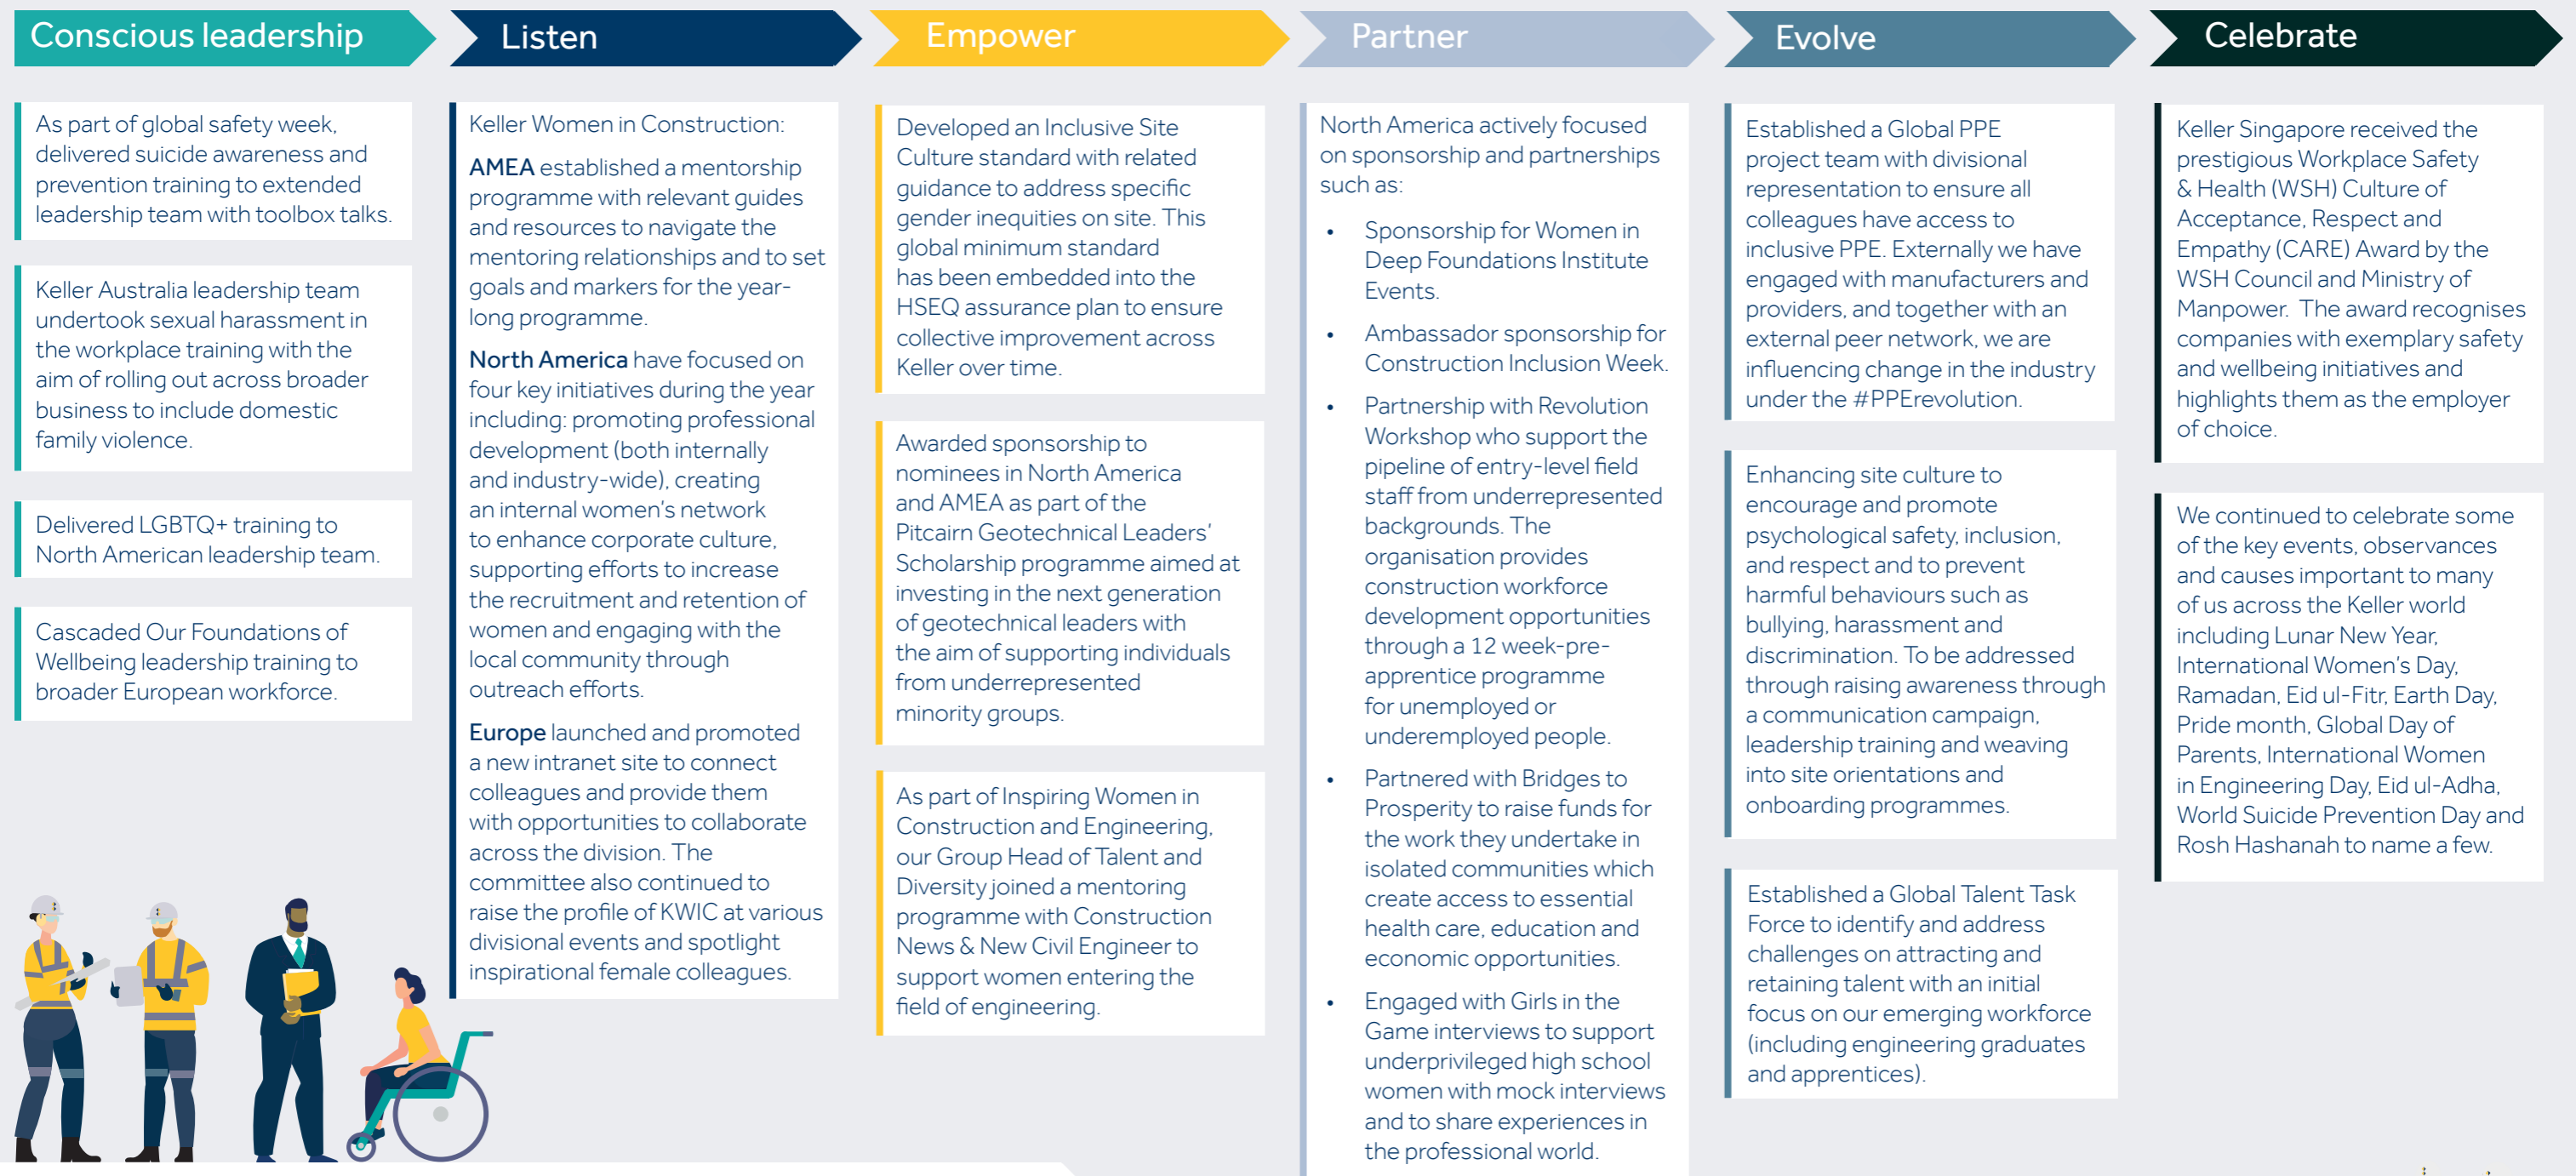 Conscious leadership
As part of global safety week,
delivered suicide awareness and
prevention training to extended
leadership team with toolbox talks.
Keller Australia leadership team
undertook sexual harassment in
the workplace training with the
aim of rolling out across broader
business to include domestic
family violence.
Delivered LGBTQ+ training to
North American leadership team.
Cascaded Our Foundations of
Wellbeing leadership training to
broader European workforce.
Listen
Keller Women in Construction:
AMEA established a mentorship
programme with relevant guides
and resources to navigate the
mentoring relationships and to set
goals and markers for the year-
long programme.
North America have focused on
four key initiatives during the year
including: promoting professional
development (both internally
and industry-wide), creating
an internal women's network
to enhance corporate culture,
supporting efforts to increase
the recruitment and retention of
women and engaging with the
local community through
outreach efforts.
Europe launched and promoted
a new intranet site to connect
colleagues and provide them
with opportunities to collaborate
across the division. The
committee also continued to
raise the profile of KWIC at various
divisional events and spotlight
inspirational female colleagues.
Empower
Developed an Inclusive Site
Culture standard with related
guidance to address specific
gender inequities on site. This
global minimum standard
has been embedded into the
HSEQ assurance plan to ensure
collective improvement across
Keller over time.
Awarded sponsorship to
nominees in North America
and AMEA as part of the
Pitcairn Geotechnical Leaders'
Scholarship programme aimed at
investing in the next generation
of geotechnical leaders with
the aim of supporting individuals
from underrepresented
minority groups.
As part of Inspiring Women in
Construction and Engineering,
our Group Head of Talent and
Diversity joined a mentoring
programme with Construction
News & New Civil Engineer to
support women entering the
field of engineering.
Partner
North America actively focused
on sponsorship and partnerships
such as:
• Sponsorship for Women in
Deep Foundations Institute
Events.
• Ambassador sponsorship for
Construction Inclusion Week.
• Partnership with Revolution
Workshop who support the
pipeline of entry-level field
staff from underrepresented
backgrounds. The
organisation provides
construction workforce
development opportunities
through a 12 week-pre-
apprentice programme
for unemployed or
underemployed people.
• Partnered with Bridges to
Prosperity to raise funds for
the work they undertake in
isolated communities which
create access to essential
health care, education and
economic opportunities.
• Engaged with Girls in the
Game interviews to support
underprivileged high school
women with mock interviews
and to share experiences in
the professional world.
Evolve
Established a Global PPE
project team with divisional
representation to ensure all
colleagues have access to
inclusive PPE. Externally we have
engaged with manufacturers and
providers, and together with an
external peer network, we are
influencing change in the industry
under the #PPErevolution.
Enhancing site culture to
encourage and promote
psychological safety, inclusion,
and respect and to prevent
harmful behaviours such as
bullying, harassment and
discrimination. To be addressed
through raising awareness through
a communication campaign,
leadership training and weaving
into site orientations and
onboarding programmes.
Established a Global Talent Task
Force to identify and address
challenges on attracting and
retaining talent with an initial
focus on our emerging workforce
(including engineering graduates
and apprentices).
Celebrate
Keller Singapore received the
prestigious Workplace Safety
& Health (WSH) Culture of
Acceptance, Respect and
Empathy (CARE) Award by the
WSH Council and Ministry of
Manpower. The award recognises
companies with exemplary safety
and wellbeing initiatives and
highlights them as the employer
of choice.
We continued to celebrate some
of the key events, observances
and causes important to many
of us across the Keller world
including Lunar New Year,
International Women's Day,
Ramadan, Eid ul-Fitr, Earth Day,
Pride month, Global Day of
Parents, International Women
in Engineering Day, Eid ul-Adha,
World Suicide Prevention Day and
Rosh Hashanah to name a few.